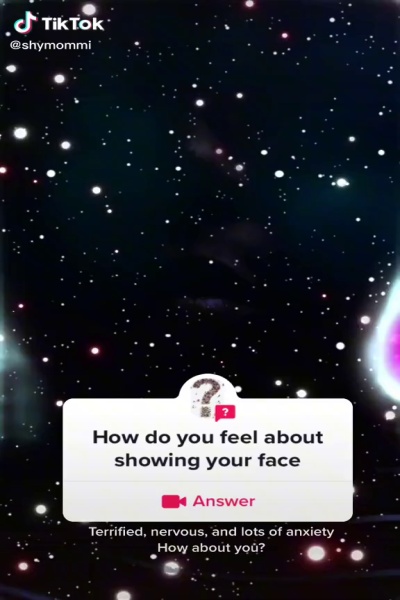 TikTok
@shymommi
?
?
How do you feel about
showing your face
Answer
Terrified, nervous, and lots of anxiety
How about you?